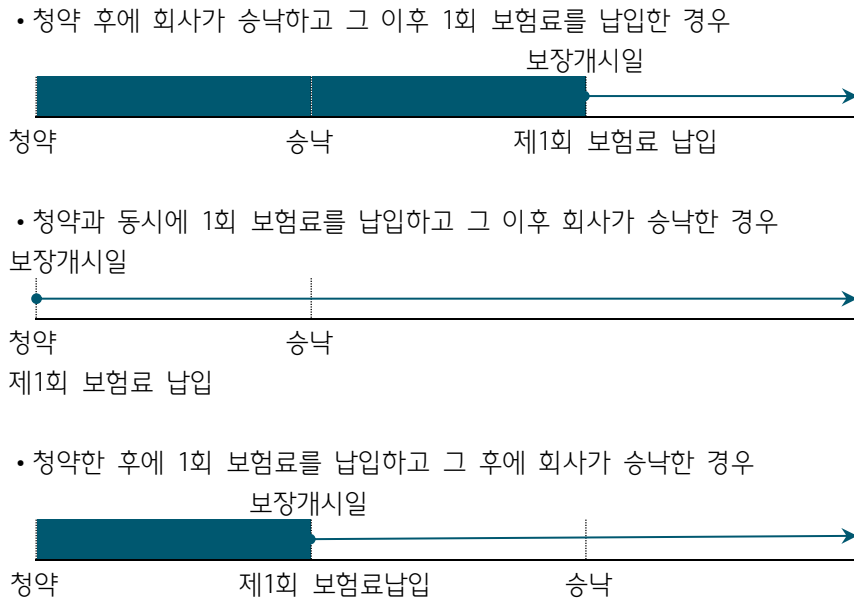 • 청약 후에 회사가 승낙하고 그 이후 1회 보험료를 납입한 경우
보장개시일
청약 승낙 제1회 보험료 납입
• 청약과 동시에 1회 보험료를 납입하고 그 이후 회사가 승낙한 경우
보장개시일
청약 승낙
제1회 보험료 납입
• 청약한 후에 1회 보험료를 납입하고 그 후에 회사가 승낙한 경우
보장개시일
청약 제1회 보험료납입 승낙